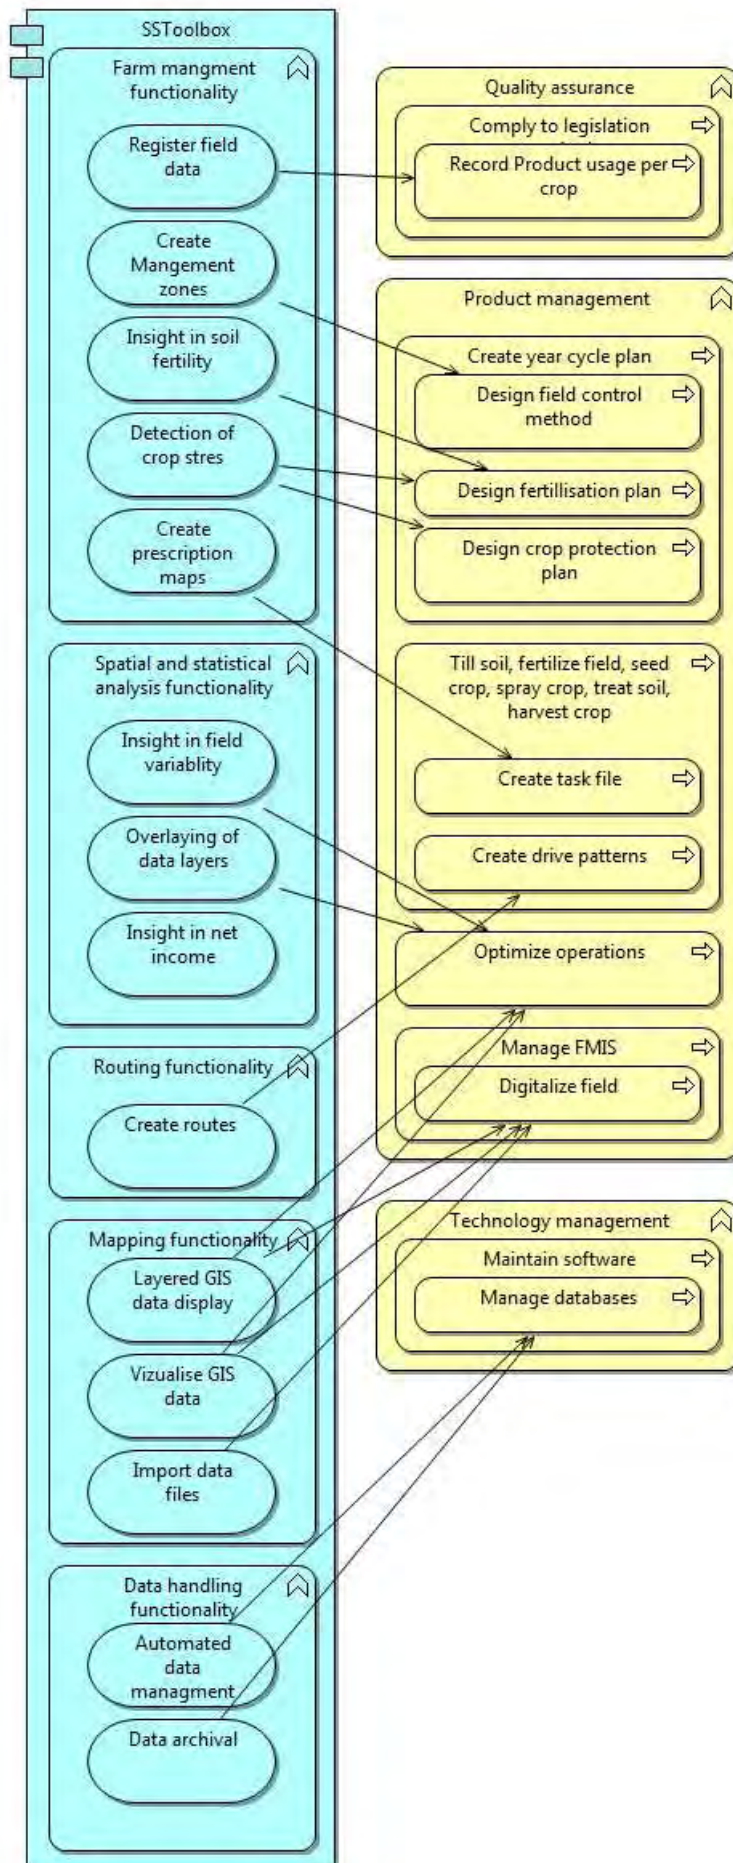 SSToolbox
Farm mangment
functionality
Register field
data
Create
Mangement
zones
Insight in soil
fertility
Detection of
crop stres
Create
prescription
maps
Spatial and statistical
analysis functionality
Insight in field
variablity
Overlaying of
data layers
Insight in net
income
Routing functionality
Create routes
Mapping functionality
Layered GIS
data display
Vizualise GIS
data
Import data
files
Data handling
functionality
Automated
data
managment
Data archival
Quality assurance
Comply to legislation
Record Product usage per
crop
Product management
Create year cycle plan
Design field control
method
Design fertillisation plan
Design crop protection
plan
Till soil, fertilize field, seed
crop, spray crop, treat soil,
harvest crop
Create task file
Create drive patterns
Optimize operations
Manage FMIS
Digitalize field
Technology management
Maintain software
Manage databases